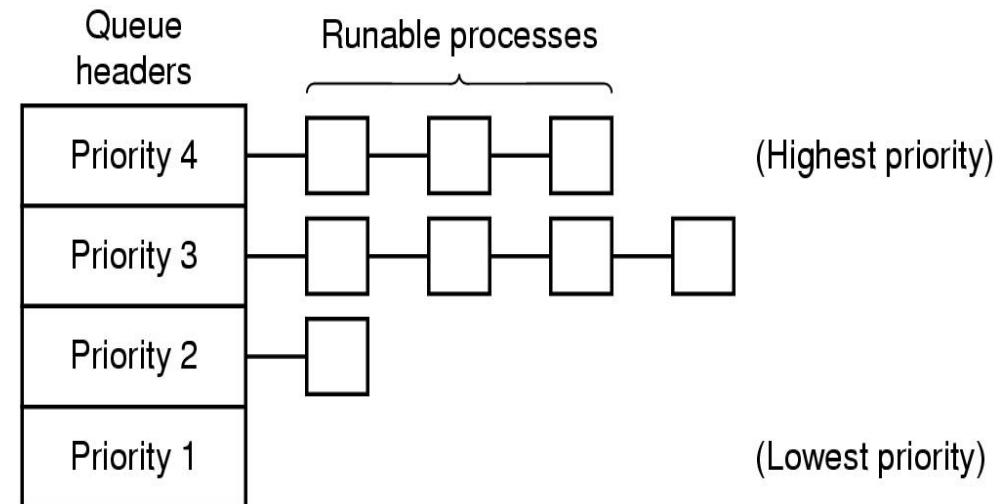 Queue
headers
Runable processes
Priority 4
(Highest priority)
Priority 3
Priority 2
Priority 1
(Lowest priority)